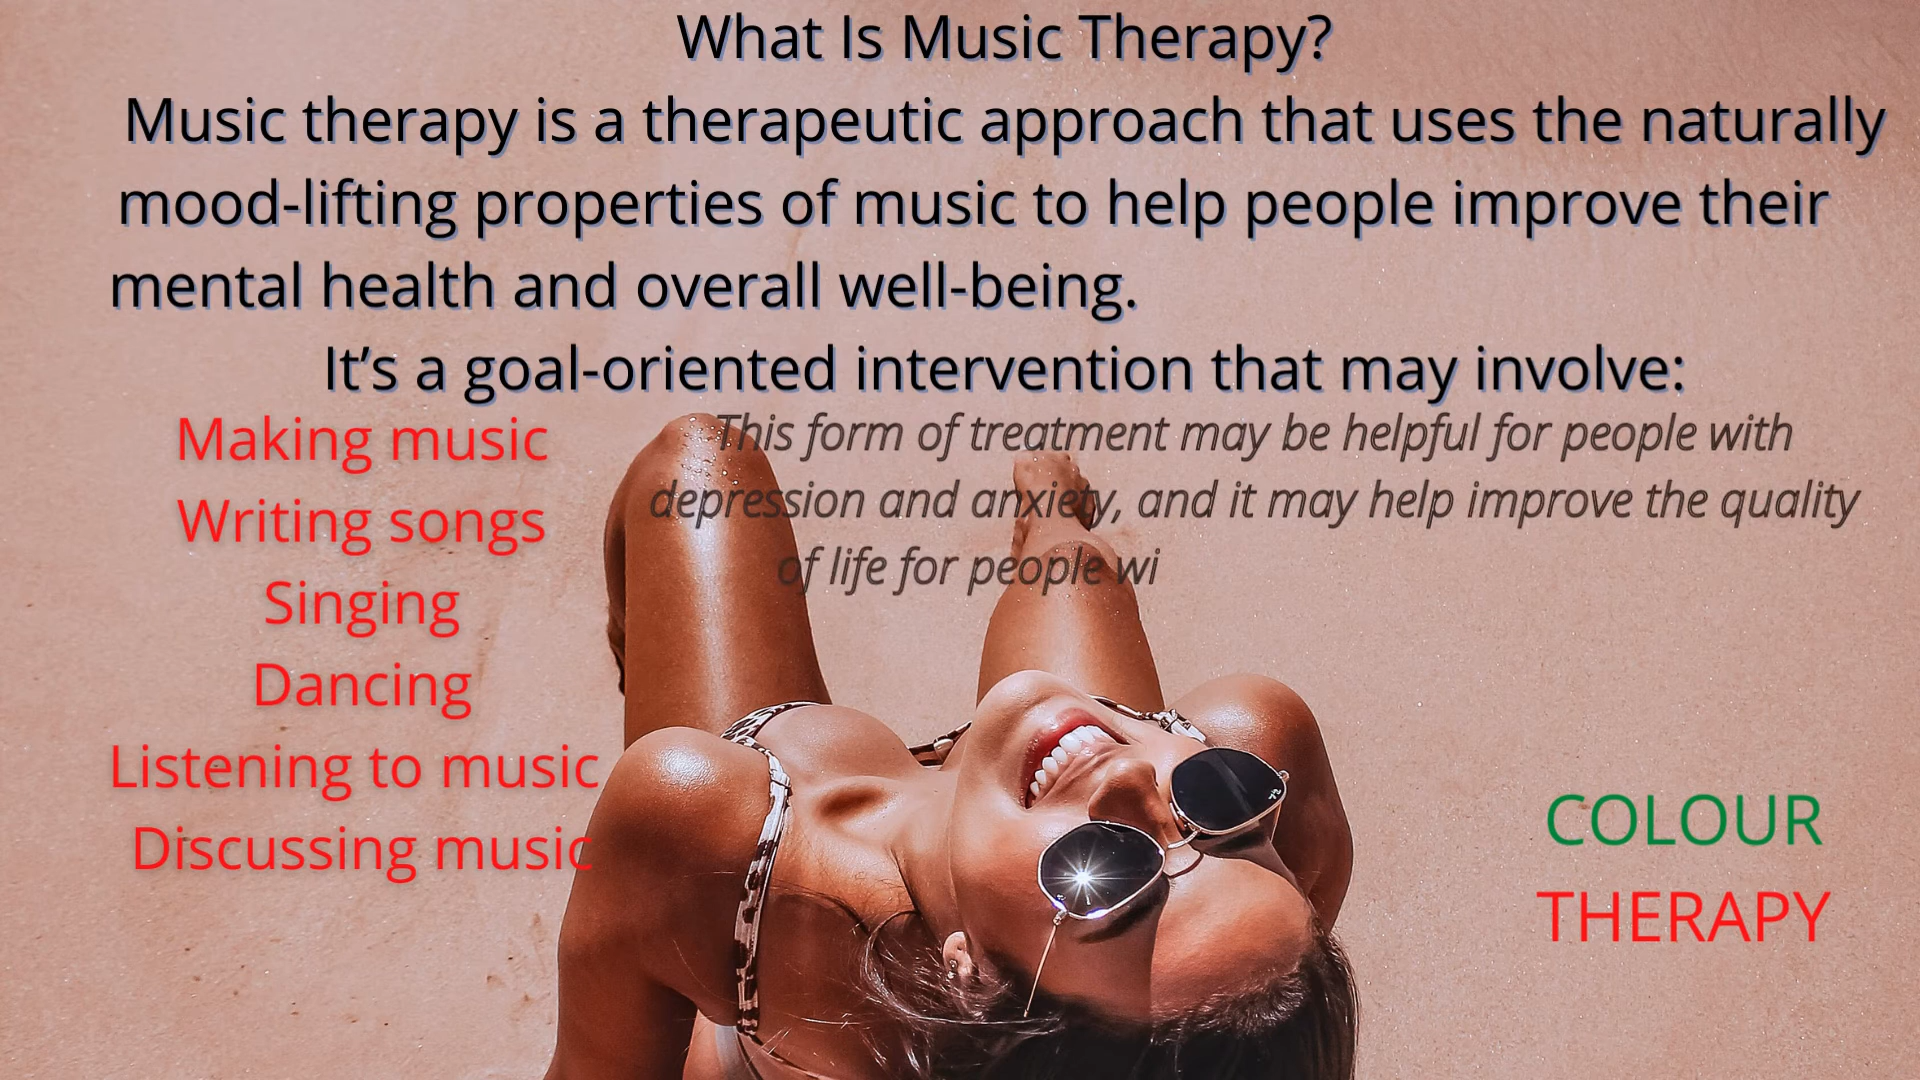 What Is Music Therapy?
Music therapy is a therapeutic approach that uses the naturally
mood-lifting properties of music to help people improve their
mental health and overall well-being.
It’s a goal-oriented intervention that may involve:
Making music
Writing songs
Singing
Dancing
Listening to music
Discussing music
This form of treatment may be helpful for people with
depression and anxiety, and it may help improve the quality
of life for people wi
COLOUR
THERAPY